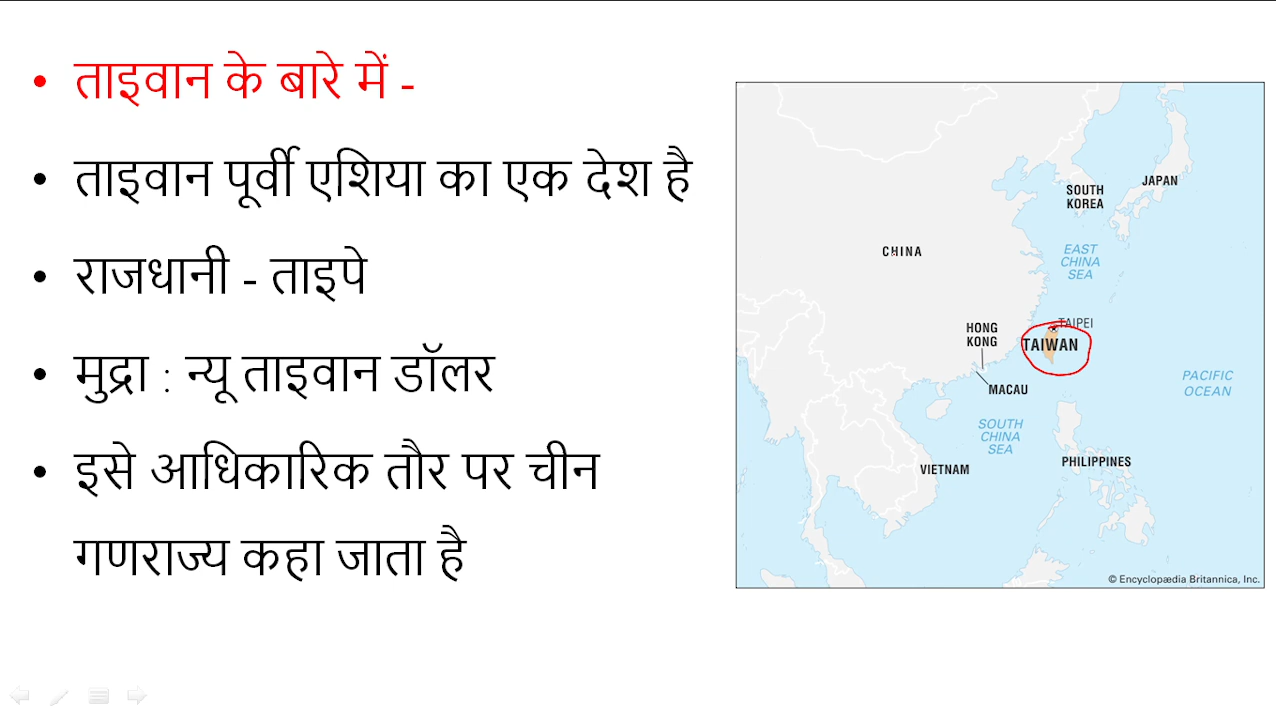 • ताइवान के बारे में -
• ताइवान पूर्वी एशिया का एक देश है
• राजधानी - ताइपे
• मुद्रा : न्यू ताइवान डॉलर
• इसे आधिकारिक तौर पर चीन
गणराज्य कहा जाता है
JAPAN
SOUTH
KOREA
CHINA
EAST
CHINA
SEA
TAIPEI
HONG
KONG
TAIWAN
MACAU
PACIFIC
OCEAN
SOUTH
CHINA
SEA
VIETNAM
PHILIPPINES
© Encyclopædia Britannica, Inc.